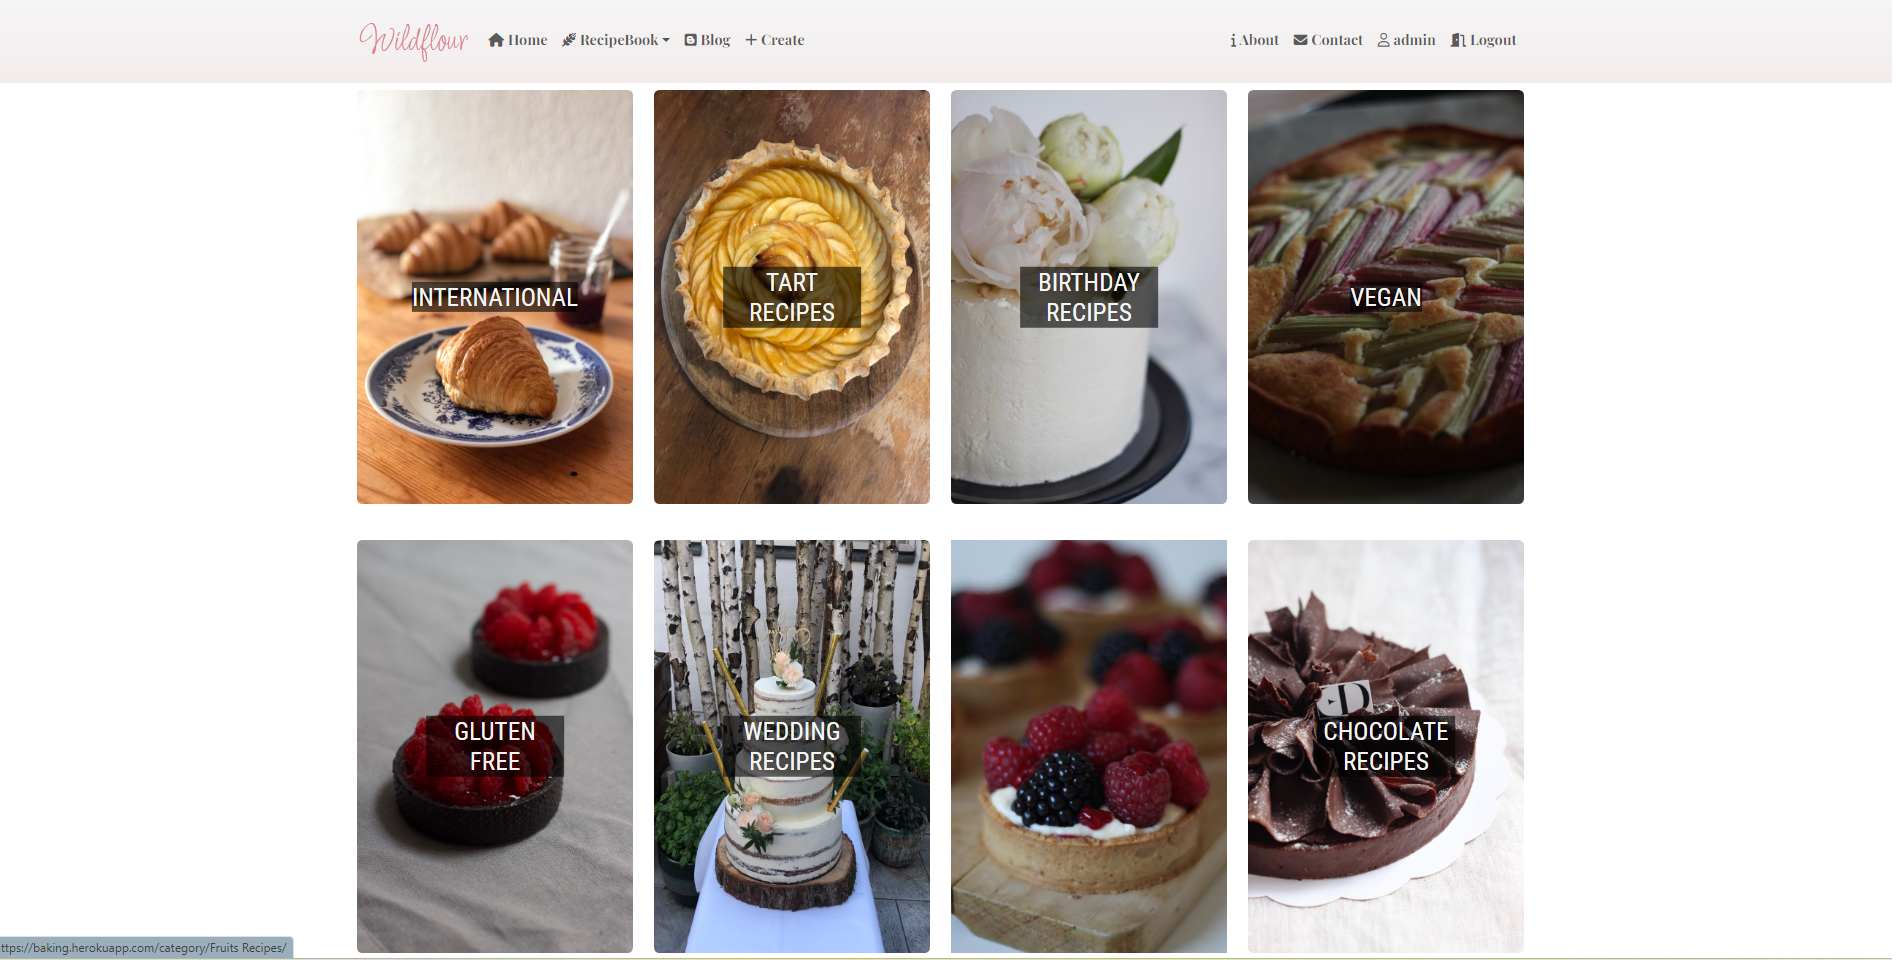 Wildflour Home RecipeBook Blog + Create About Contact admin Logout
INTERNATIONAL
TART
RECIPES
BIRTHDAY
RECIPES
VEGAN
GLUTEN
FREE
WEDDING
RECIPES
CHOCOLATE
RECIPES
ttps://baking.herokuapp.com/category/Fruits Recipes/